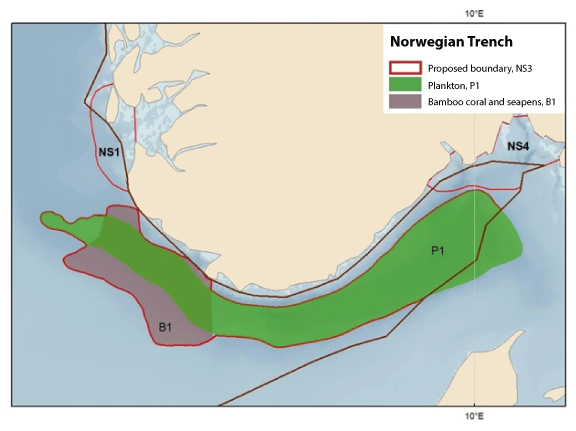 10°E
Norwegian Trench
Proposed boundary, NS3
Plankton, P1
Bamboo coral and seapens, B1
NS1
NS4
P1
B1
10°E